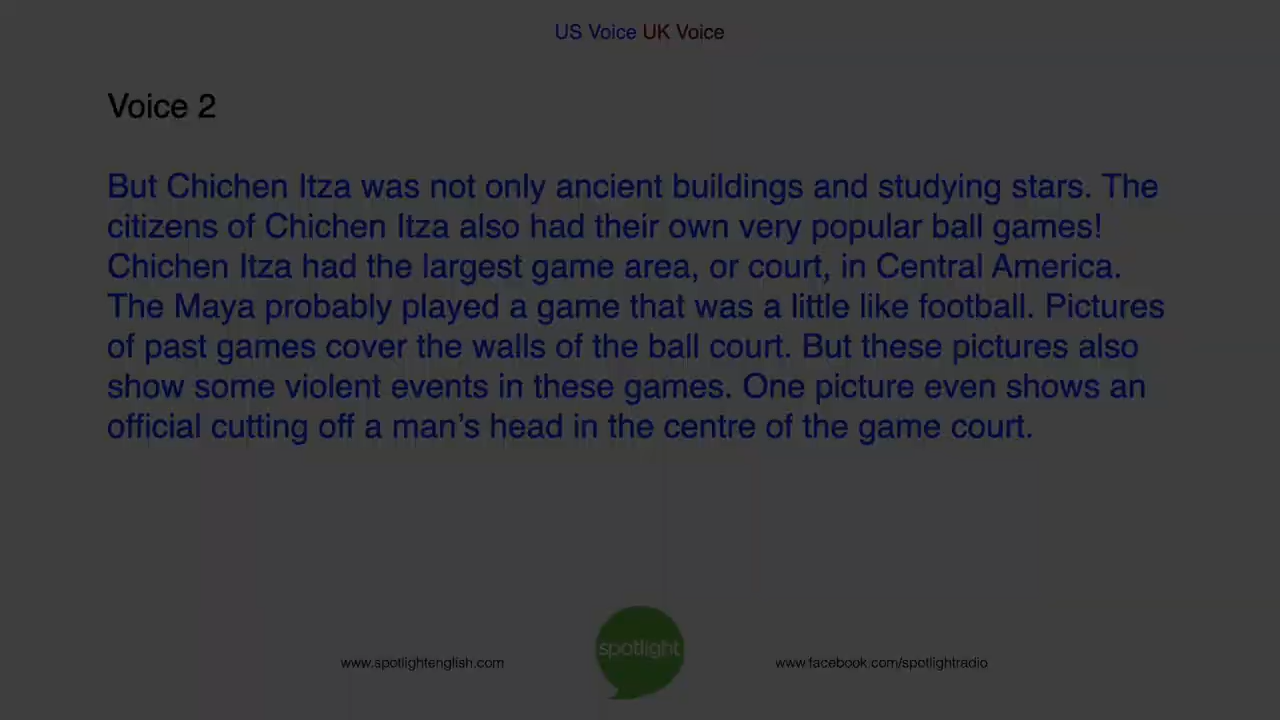 US Voice UK Voice
Voice 2
But Chichen Itza was not only ancient buildings and studying stars. The
citizens of Chichen Itza also had their own very popular ball games!
Chichen Itza had the largest game area, or court, in Central America.
The Maya probably played a game that was a little like football. Pictures
of past games cover the walls of the ball court. But these pictures also
show some violent events in these games. One picture even shows an
official cutting off a man’s head in the centre of the game court.
spotlight
www.spotlightenglish.com
www.facebook.com/spotlightradio